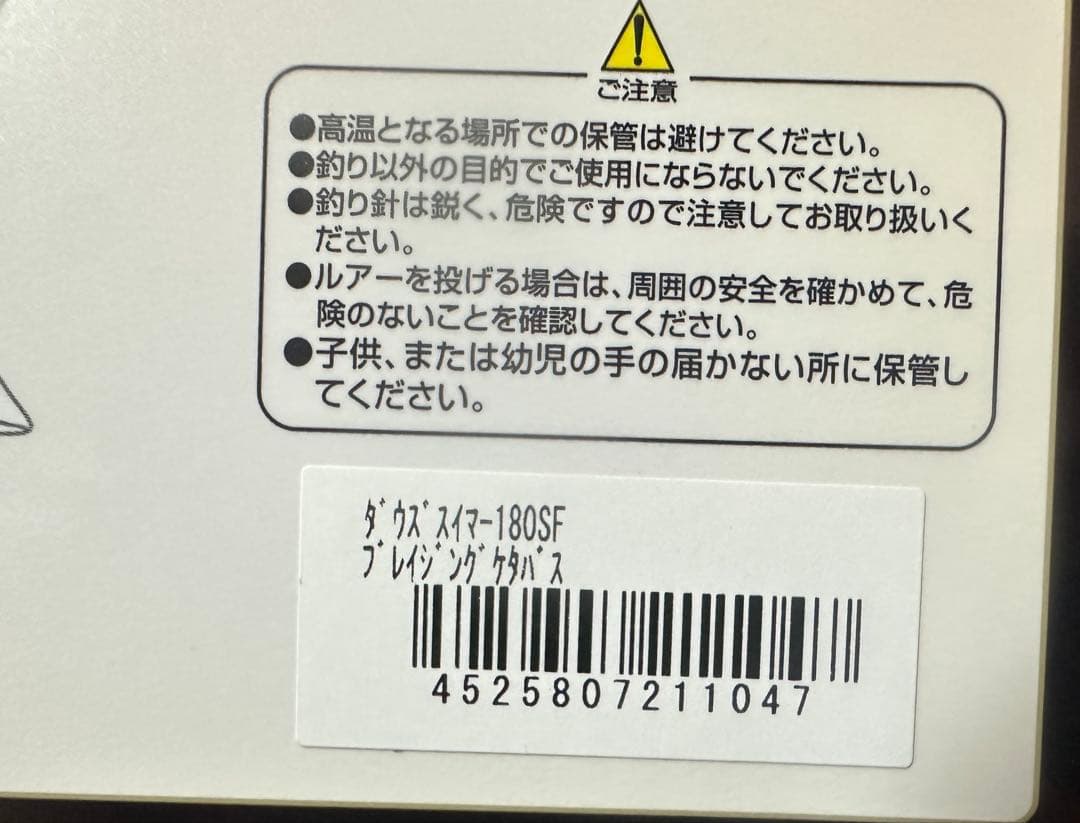 ご注意
●高温となる場所での保管は避けてください。
●釣り以外の目的でご使用にならないでください。
●釣り針は鋭く、危険ですので注意してお取り扱いく
ださい。
●ルアーを投げる場合は、周囲の安全を確かめて、危
険のないことを確認してください。
●子供、または幼児の手の届かない所に保管し
てください。
ﾀﾞｳｽﾞｽｲﾏｰ180SF
ﾌﾞﾚｲｼﾞﾝｸﾞｹﾀﾊﾞｽ
4525807211047